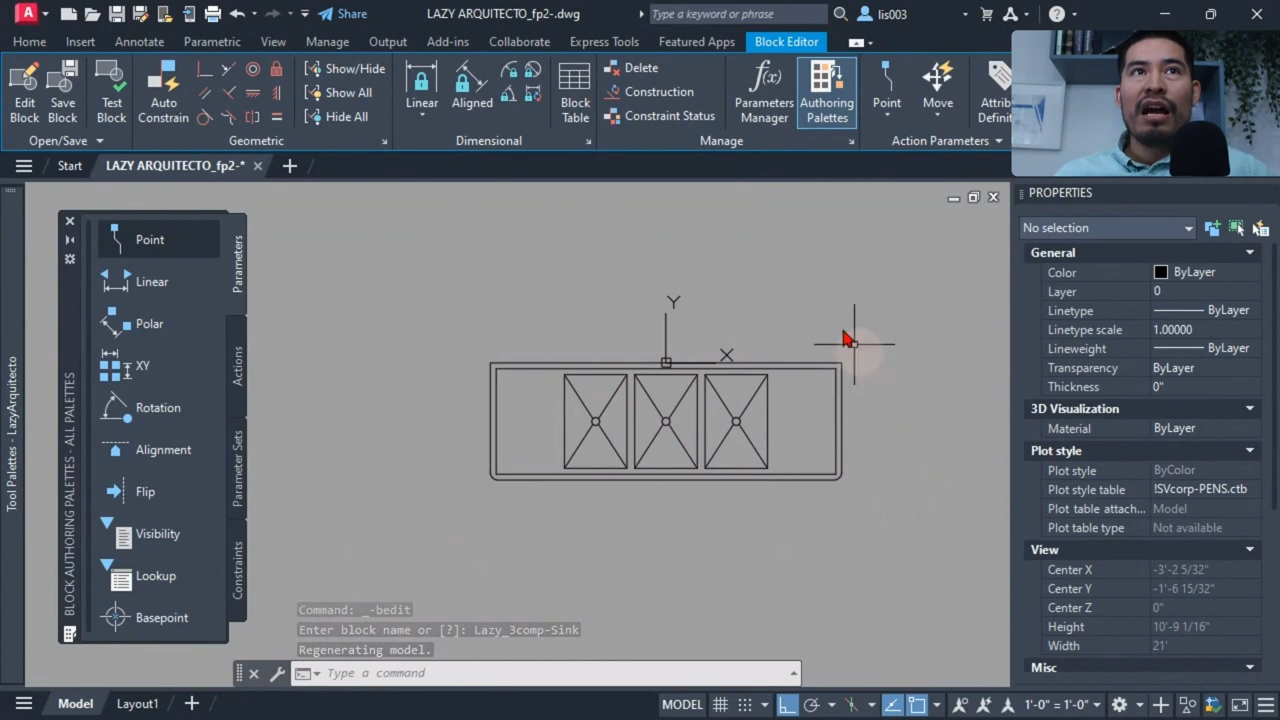 A
Share
LAZY ARQUITECTO_fp2-.dwg
Type a keyword or phrase
lis003
Home
Insert
Annotate
Parametric
View
Manage
Output
Add-ins
Collaborate
Express Tools
Featured Apps
Block Editor
Edit Block
Save Block
Test Block
Auto Constrain
Show/Hide
Show All
Hide All
Linear
Aligned
Block Table
Delete
Construction
Constraint Status
f(x)
Parameters Manager
Authoring Palettes
Point
Move
Attrib
Definit
Open/Save
Geometric
Dimensional
Manage
Action Parameters
Start
LAZY ARQUITECTO_fp2-*
Tool Palettes - LazyArquitecto
BLOCK AUTHORING PALETTES - ALL PALETTES
Point
Linear
Polar
XY
Rotation
Alignment
Flip
Visibility
Lookup
Basepoint
Parameters
Actions
Parameter Sets
Constraints
Y
X
Command: _-bedit
Enter block name or [?]: Lazy_3comp-Sink
Regenerating model.
Type a command
PROPERTIES
No selection
General
Color ByLayer
Layer 0
Linetype ByLayer
Linetype scale 1.00000
Lineweight ByLayer
Transparency ByLayer
Thickness 0"
3D Visualization
Material ByLayer
Plot style
Plot style ByColor
Plot style table !SVcorp-PENS.ctb
Plot table attach... Model
Plot table type Not available
View
Center X -3'-2 5/32"
Center Y -1'-6 15/32"
Center Z 0"
Height 10'-9 1/16"
Width 21'
Misc
Model
Layout1
MODEL
1'-0" = 1'-0"